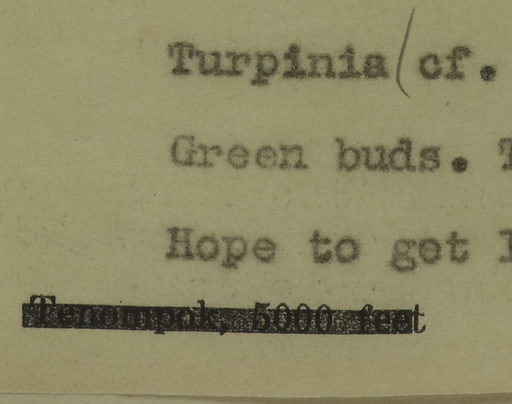 Turpinia (cf.
Green buds. T
Hope to get
Tenompok, 5000 feet